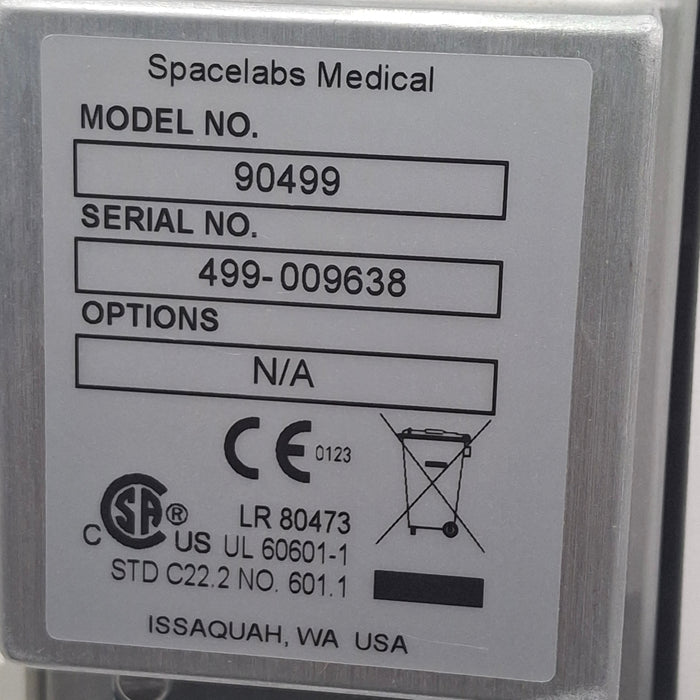 Spacelabs Medical
MODEL NO.
90499
SERIAL NO.
499-009638
OPTIONS
N/A
CE 0123
CSA ®
C US
LR 80473
UL 60601-1
STD C22.2 NO. 601.1
ISSAQUAH, WA USA